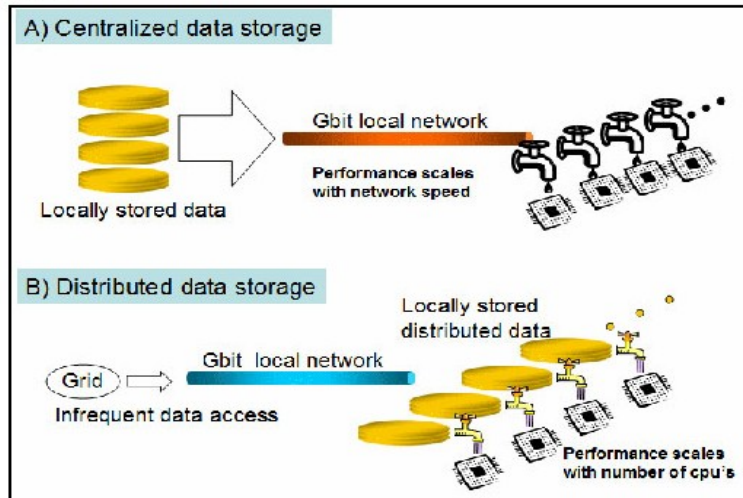 A) Centralized data storage
Gbit local network
Performance scales
with network speed
Locally stored data
B) Distributed data storage
Locally stored
distributed data
Gbit local network
Grid
Infrequent data access
Performance scales
with number of cpu's